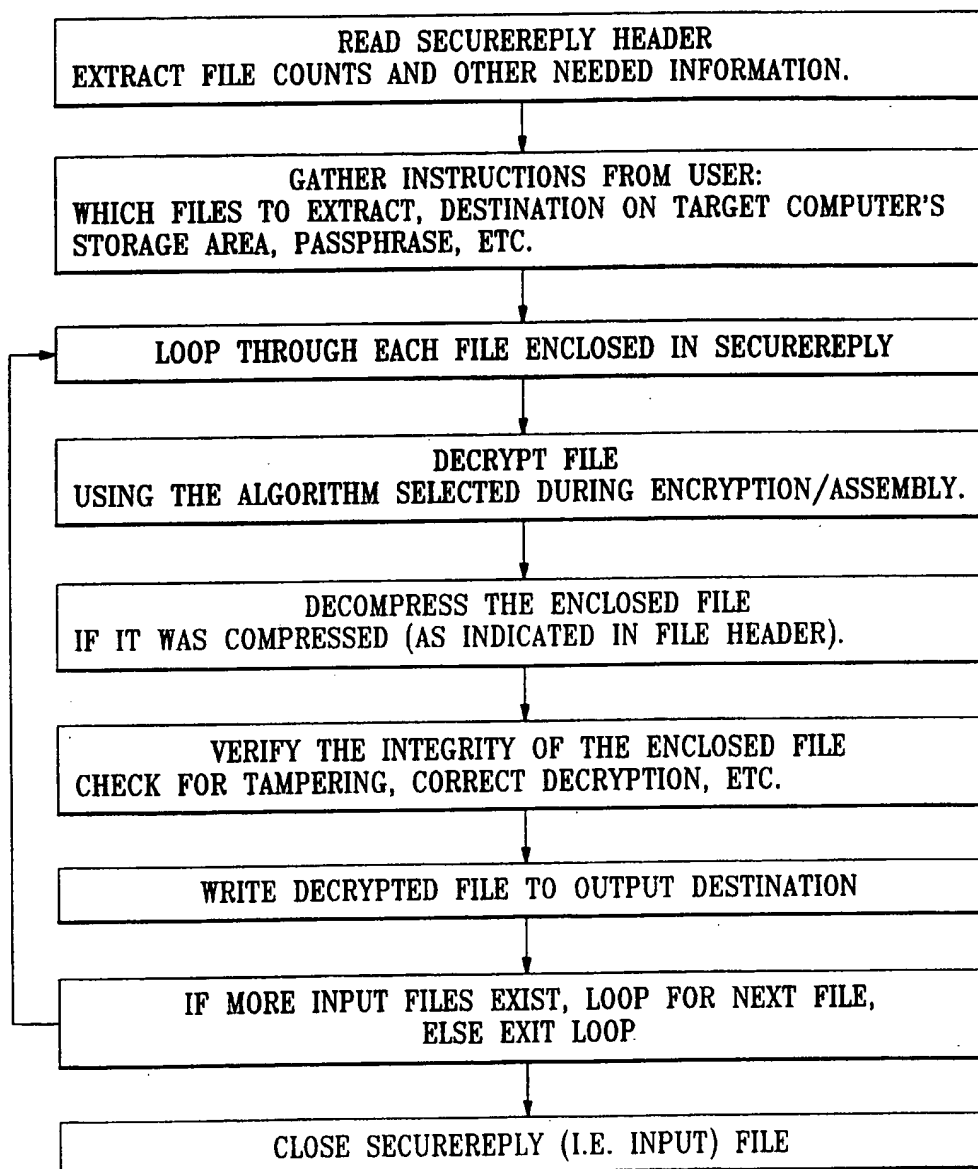 READ SECUREREPLY HEADER
EXTRACT FILE COUNTS AND OTHER NEEDED INFORMATION.
GATHER INSTRUCTIONS FROM USER:
WHICH FILES TO EXTRACT, DESTINATION ON TARGET COMPUTER'S
STORAGE AREA, PASSPHRASE, ETC.
LOOP THROUGH EACH FILE ENCLOSED IN SECUREREPLY
DECRYPT FILE
USING THE ALGORITHM SELECTED DURING ENCRYPTION/ASSEMBLY.
DECOMPRESS THE ENCLOSED FILE
IF IT WAS COMPRESSED (AS INDICATED IN FILE HEADER).
VERIFY THE INTEGRITY OF THE ENCLOSED FILE
CHECK FOR TAMPERING, CORRECT DECRYPTION, ETC.
WRITE DECRYPTED FILE TO OUTPUT DESTINATION
IF MORE INPUT FILES EXIST, LOOP FOR NEXT FILE,
ELSE EXIT LOOP
CLOSE SECUREREPLY (I.E. INPUT) FILE